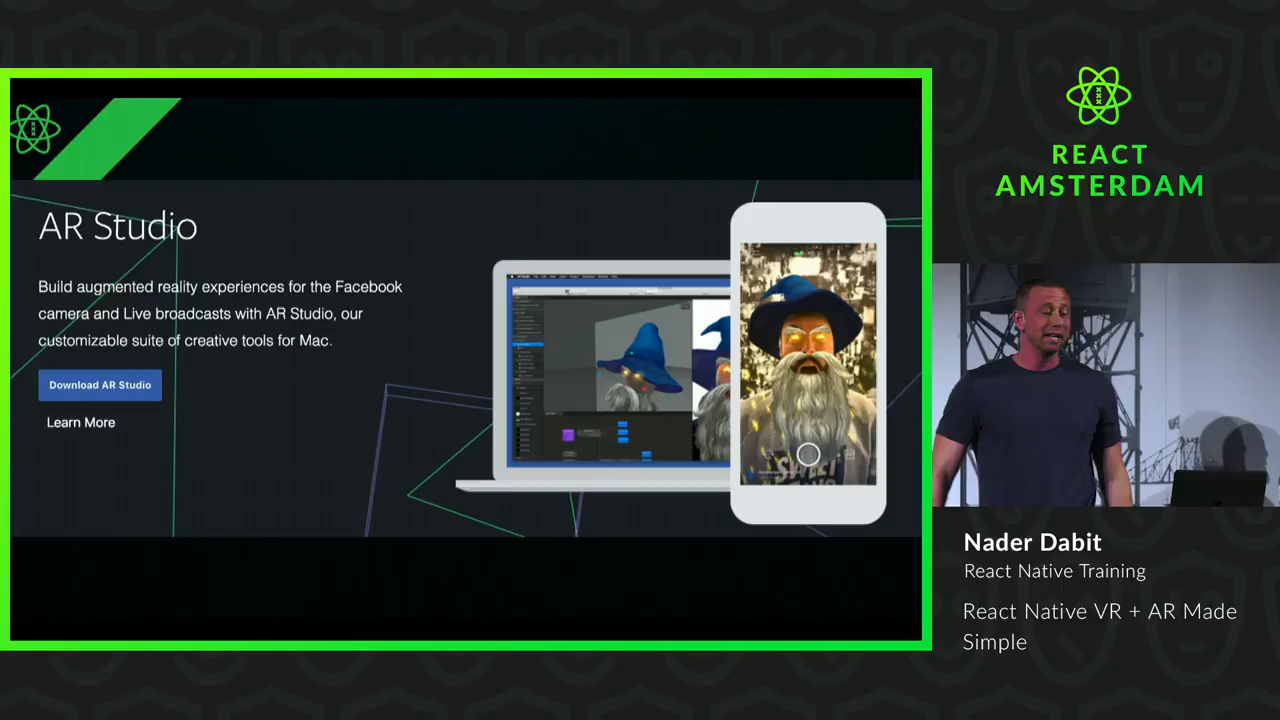 AR Studio
Build augmented reality experiences for the Facebook
camera and Live broadcasts with AR Studio, our
customizable suite of creative tools for Mac.
Download AR Studio
Learn More
SWEET
REACT
AMSTERDAM
Nader Dabit
React Native Training
React Native VR + AR Made
Simple